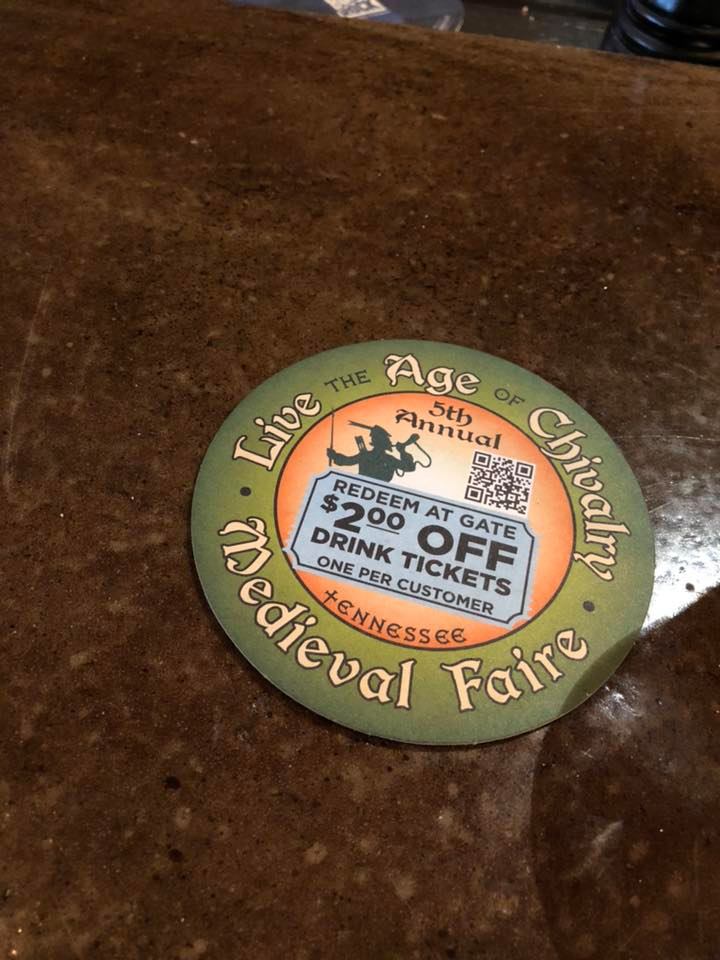 Live THE Age OF Chivalry
5th
Annual
REDEEM AT GATE
$2.00 OFF
DRINK TICKETS
ONE PER CUSTOMER
TENNESSEE
Medieval Faire